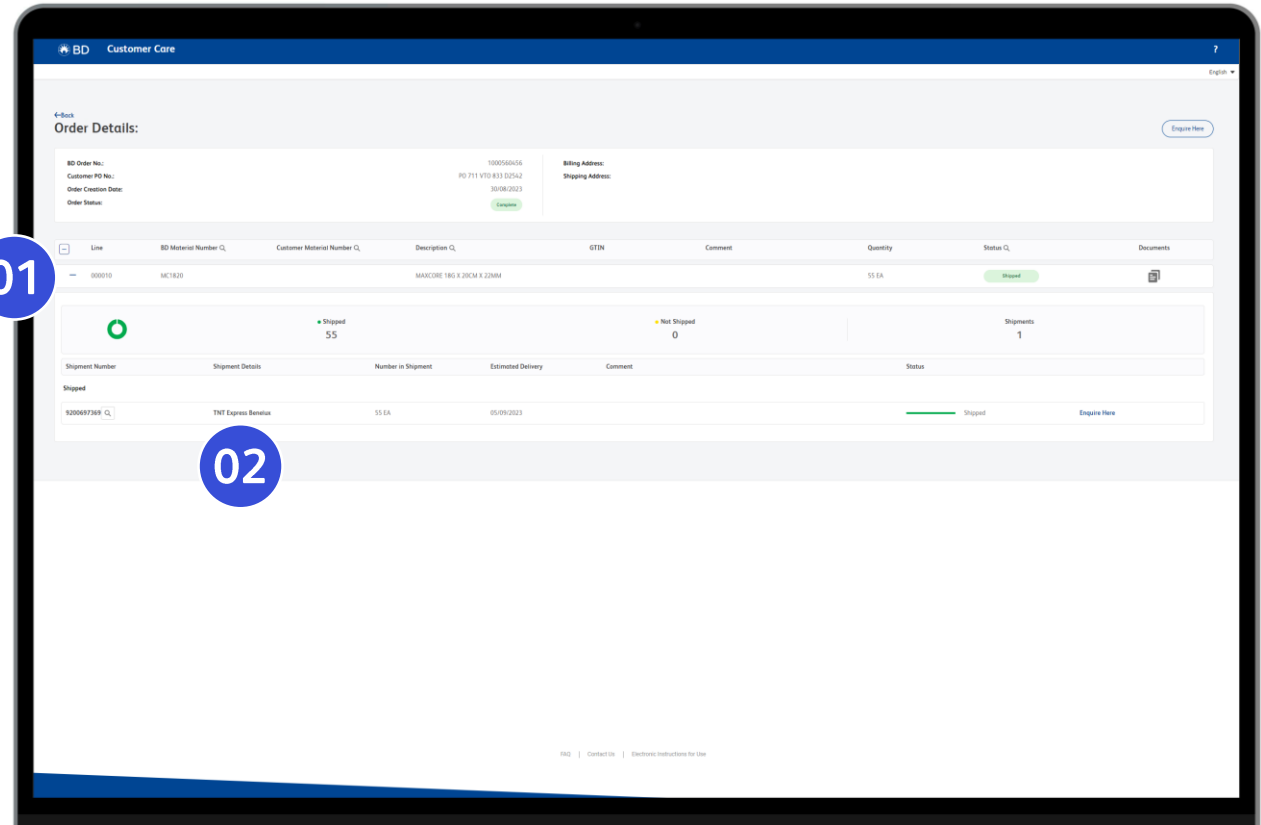 BD Customer Care ?
English
←Back
Order Details:
Enquire Here
BD Order No.: 1000560456
Customer PO No.: PO 711 VTO 833 D2542
Order Creation Date: 30/08/2023
Order Status: Complete
Billing Address:
Shipping Address:
Line BD Material Number Customer Material Number Description GTIN Comment Quantity Status Documents
01
000010 MC1820 MAXCORE 18G X 20CM X 22MM 55 EA Shipped
Shipped Not Shipped Shipments
55 0 1
Shipment Number Shipment Details Number in Shipment Estimated Delivery Comment Status
Shipped
9200697369 TNT Express Benelux 55 EA 05/09/2023 Shipped Enquire Here
02
FAQ | Contact Us | Electronic Instructions for Use